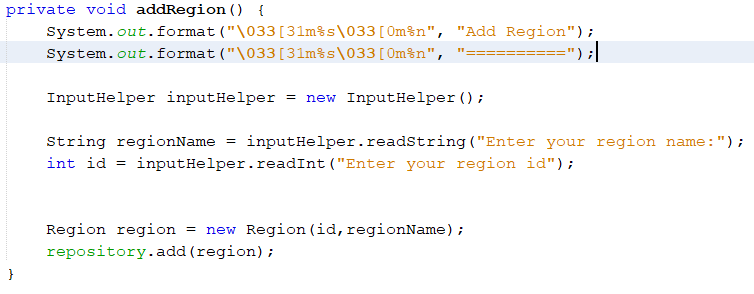 private void addRegion() {
    System.out.format("\033[31m%s\033[0m%n", "Add Region");
    System.out.format("\033[31m%s\033[0m%n", "==========");
    InputHelper inputHelper = new InputHelper();
    String regionName = inputHelper.readString("Enter your region name:");
    int id = inputHelper.readInt("Enter your region id");
    Region region = new Region(id,regionName);
    repository.add(region);
}